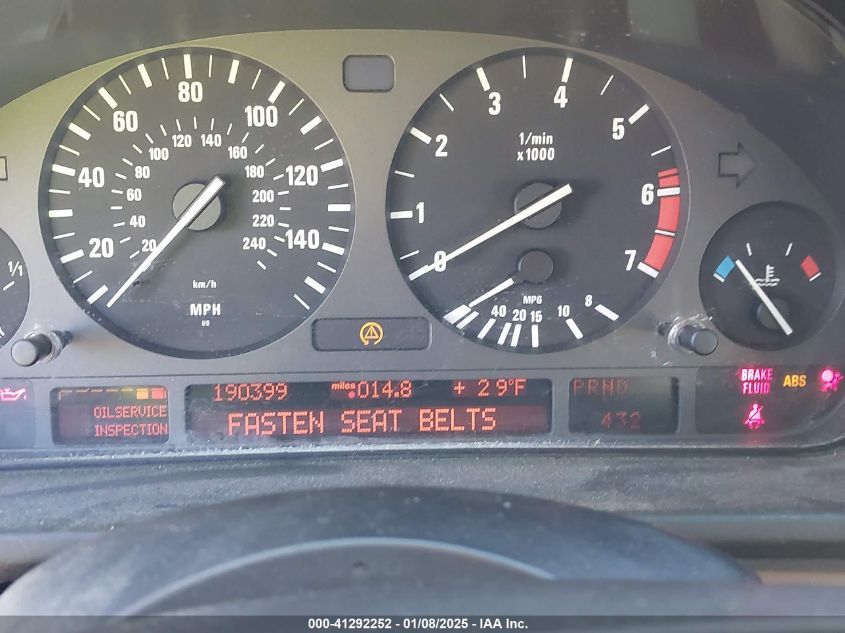 20 40 60 80 100 120 140
20 40 60 80 100 120 140 160 180 200 220 240
km/h
MPH
0 1 2 3 4 5 6 7
1/min
x1000
MPG
40 20 15 10 8
1/1
OILSERVICE
INSPECTION
190399 miles 014.8 + 29°F
FASTEN SEAT BELTS
PRND
432
BRAKE
FLUID
ABS
000-41292252 - 01/08/2025 - IAA Inc.